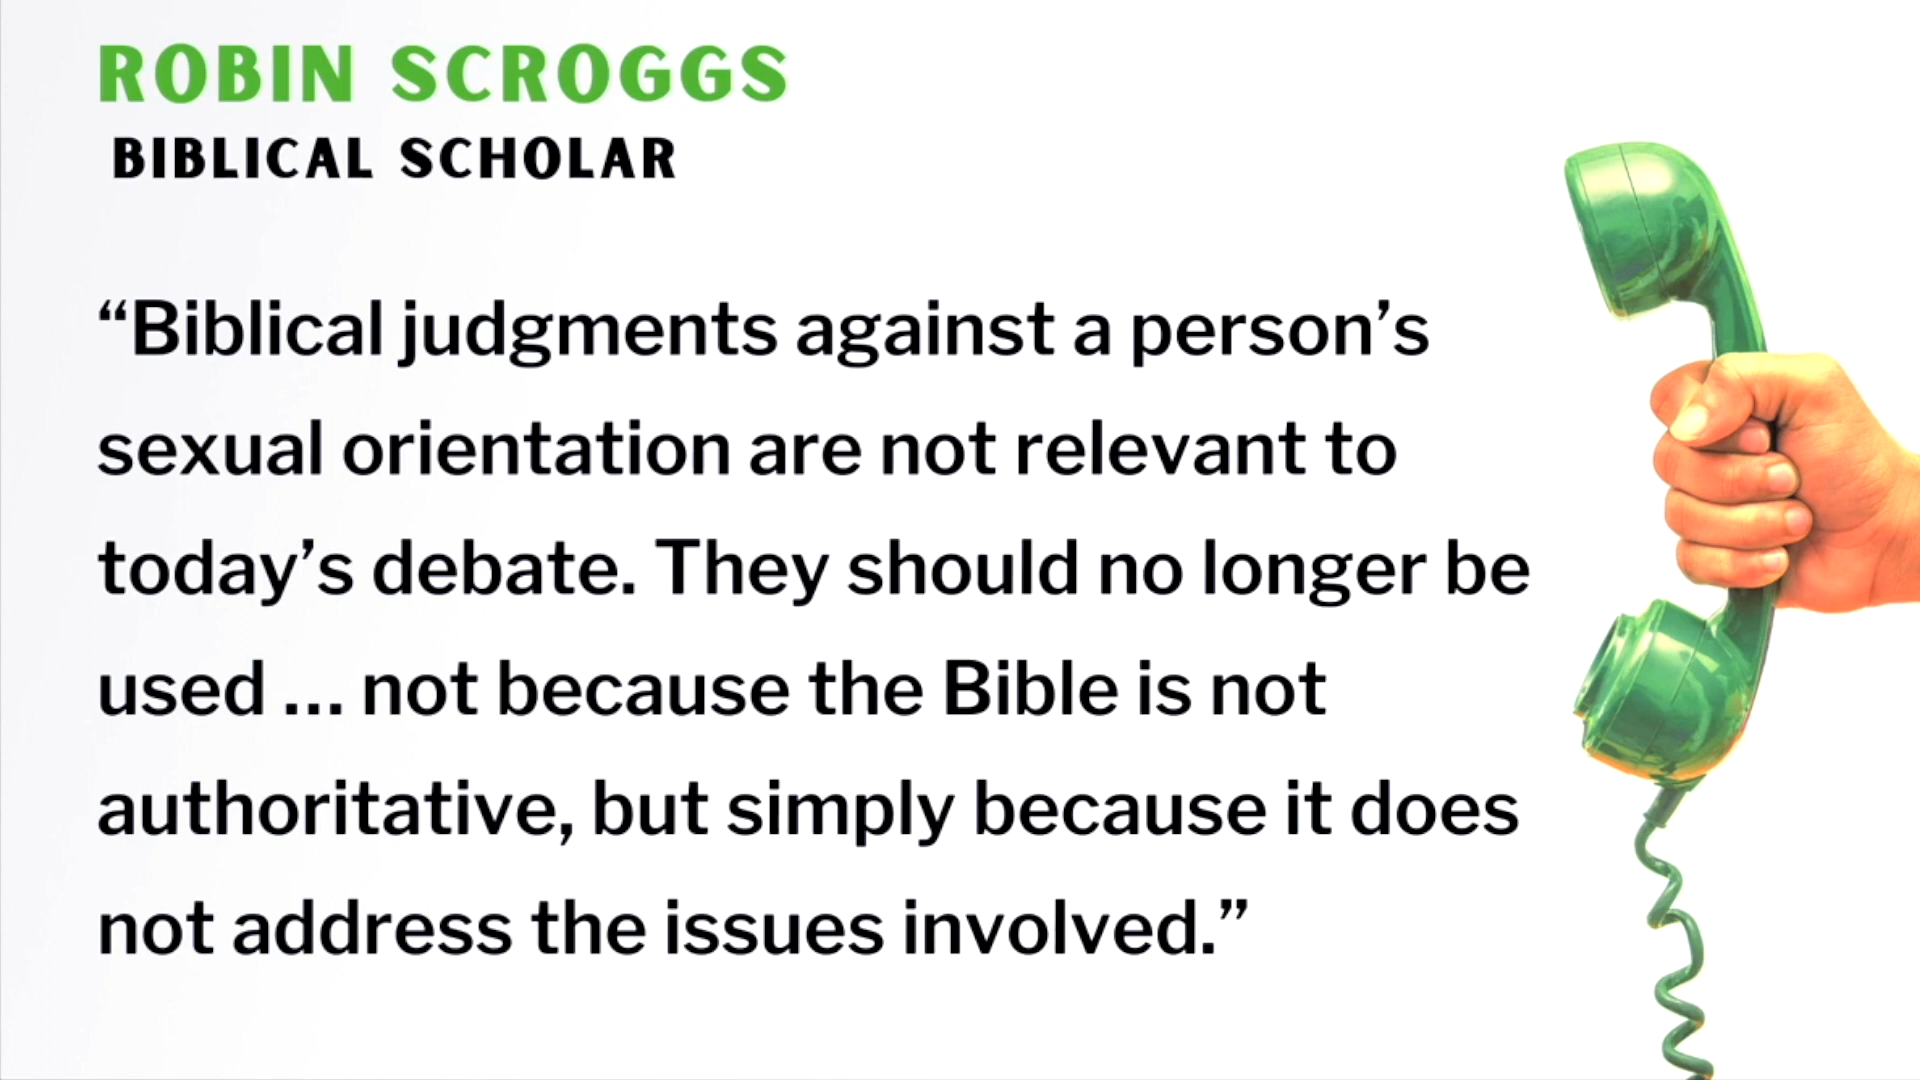 ROBIN SCROGGS
BIBLICAL SCHOLAR
“Biblical judgments against a person’s
sexual orientation are not relevant to
today’s debate. They should no longer be
used ... not because the Bible is not
authoritative, but simply because it does
not address the issues involved.”